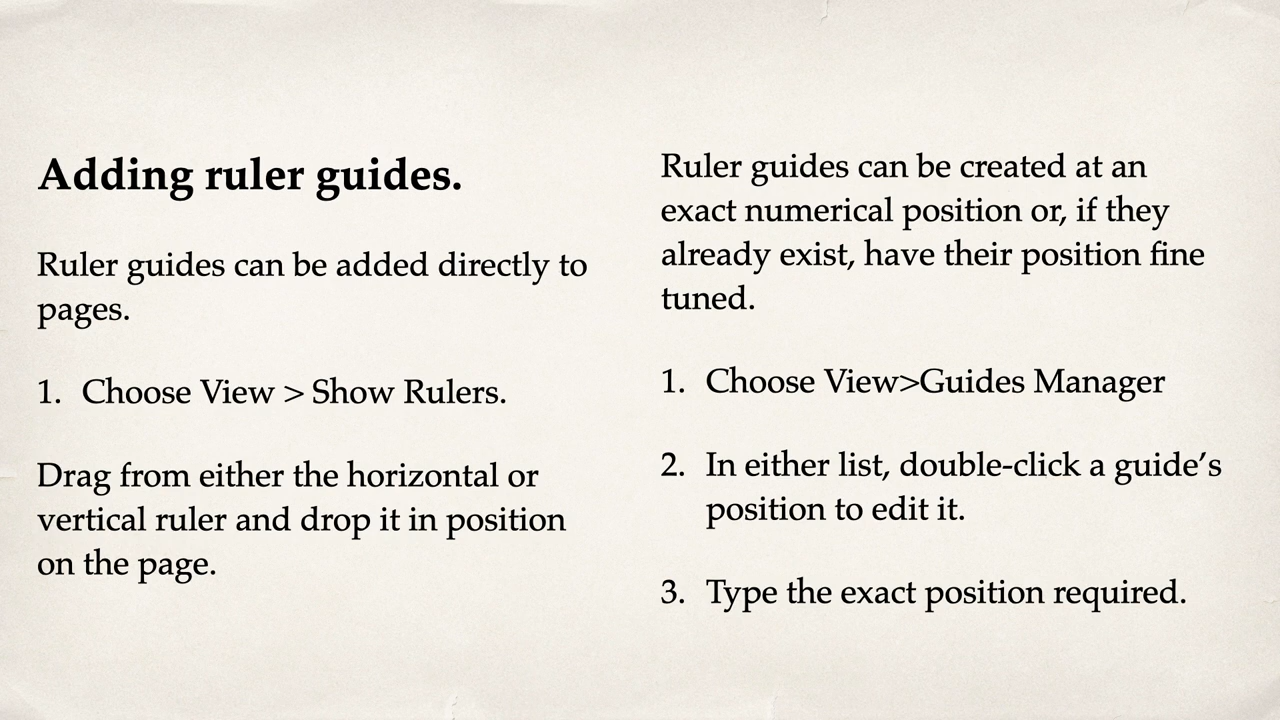 Adding ruler guides.
Ruler guides can be added directly to
pages.
1. Choose View > Show Rulers.
Drag from either the horizontal or
vertical ruler and drop it in position
on the page.
Ruler guides can be created at an
exact numerical position or, if they
already exist, have their position fine
tuned.
1. Choose View>Guides Manager
2. In either list, double-click a guide’s
position to edit it.
3. Type the exact position required.